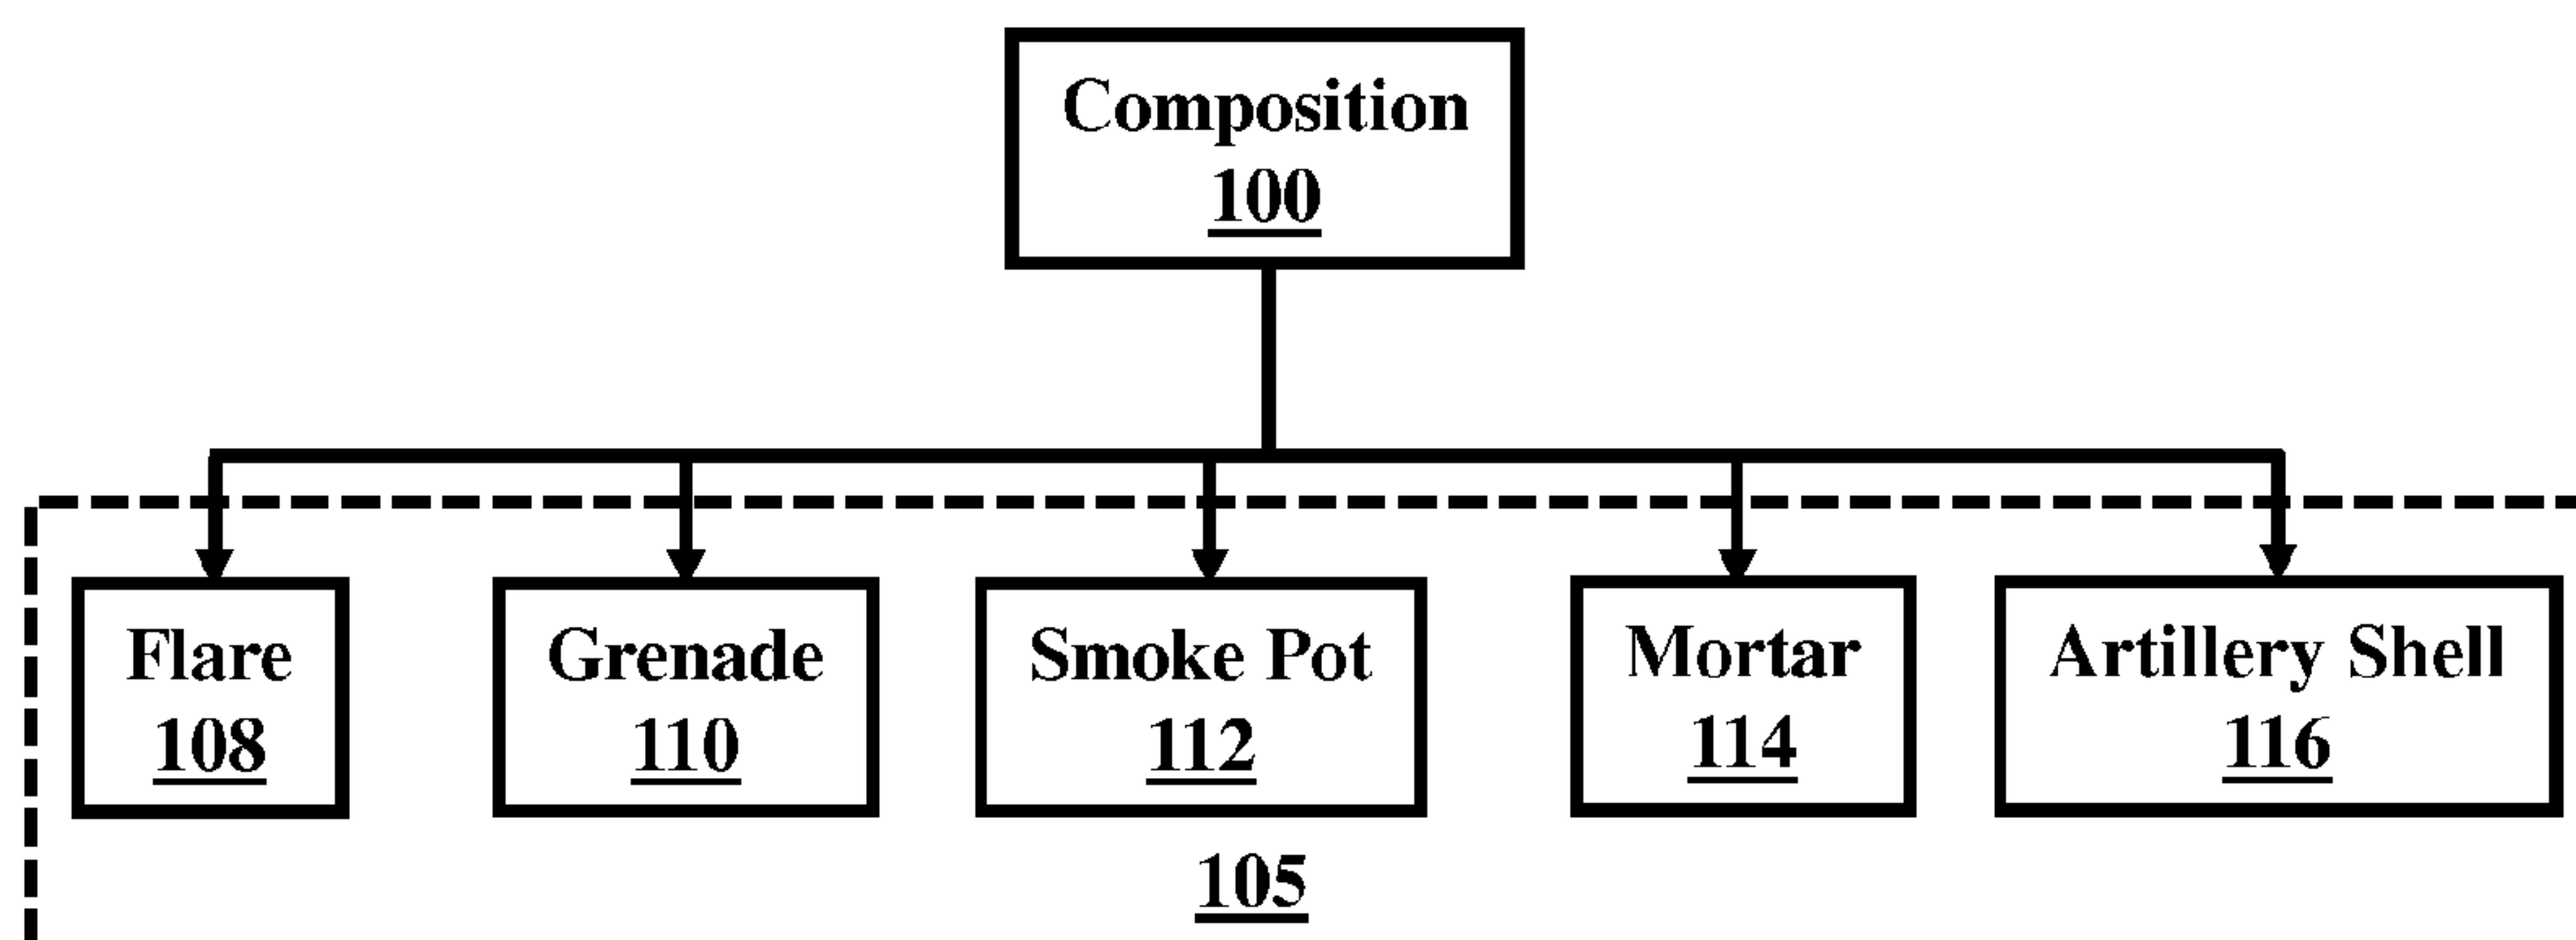 Composition
100
Flare
108
Grenade
110
Smoke Pot
112
Mortar
114
Artillery Shell
116
105